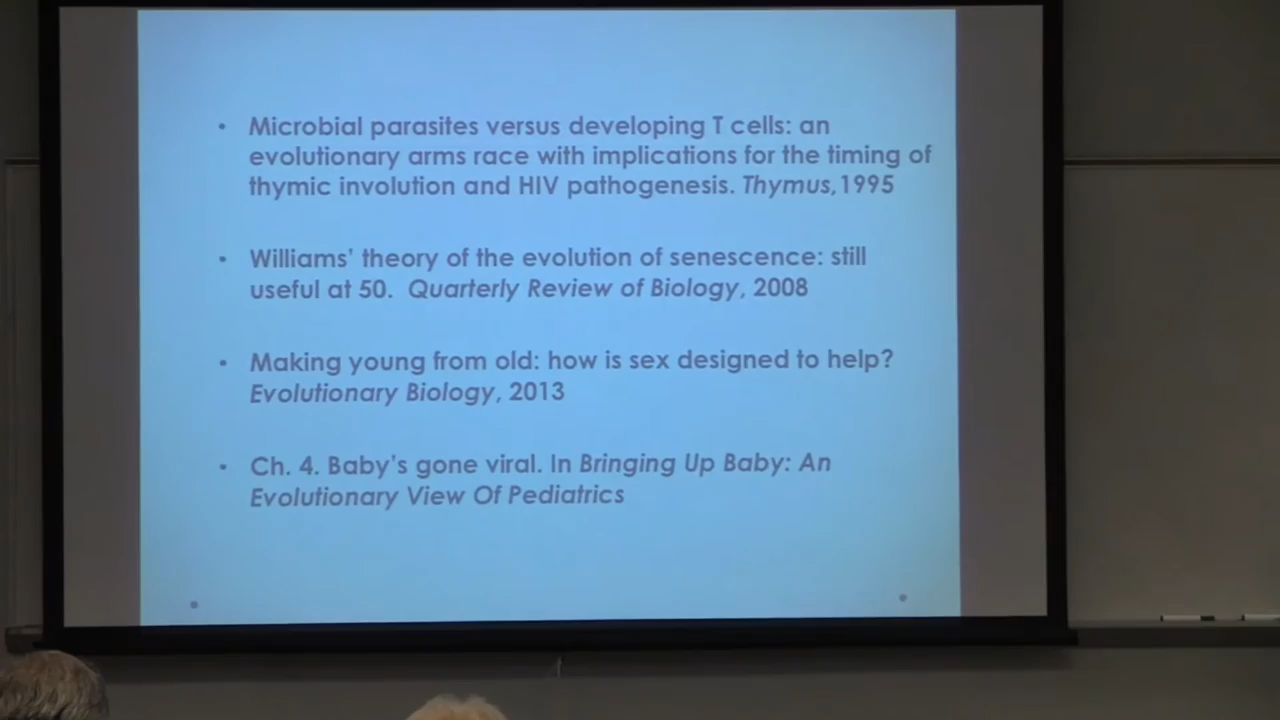 • Microbial parasites versus developing T cells: an
evolutionary arms race with implications for the timing of
thymic involution and HIV pathogenesis. Thymus,1995
• Williams’ theory of the evolution of senescence: still
useful at 50. Quarterly Review of Biology, 2008
• Making young from old: how is sex designed to help?
Evolutionary Biology, 2013
• Ch. 4. Baby’s gone viral. In Bringing Up Baby: An
Evolutionary View Of Pediatrics